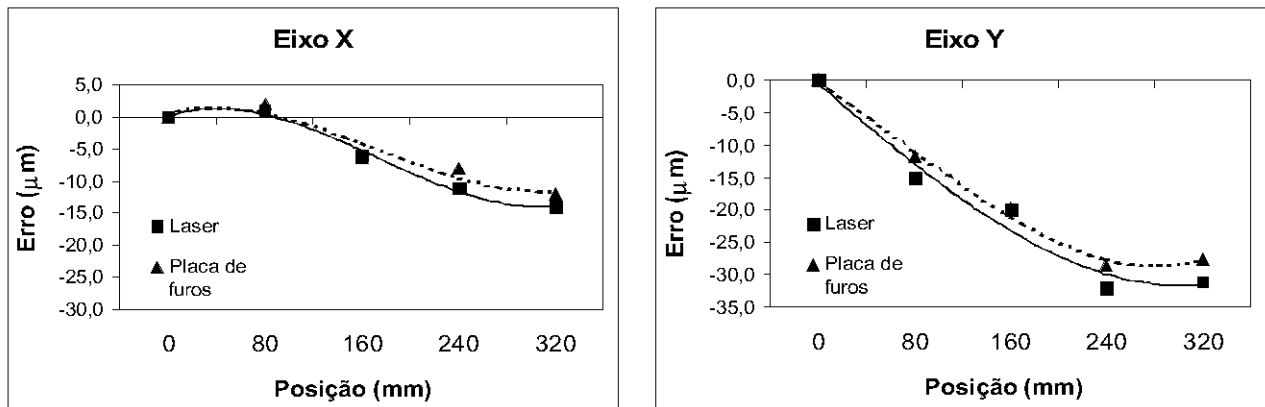 Eixo X
5,0
0,0
-5,0
-10,0
-15,0
-20,0
-25,0
-30,0
Erro (μm)
Laser
Placa de
furos
0 80 160 240 320
Posição (mm)
Eixo Y
0,0
-5,0
-10,0
-15,0
-20,0
-25,0
-30,0
-35,0
Erro (μm)
Laser
Placa de
furos
0 80 160 240 320
Posição (mm)